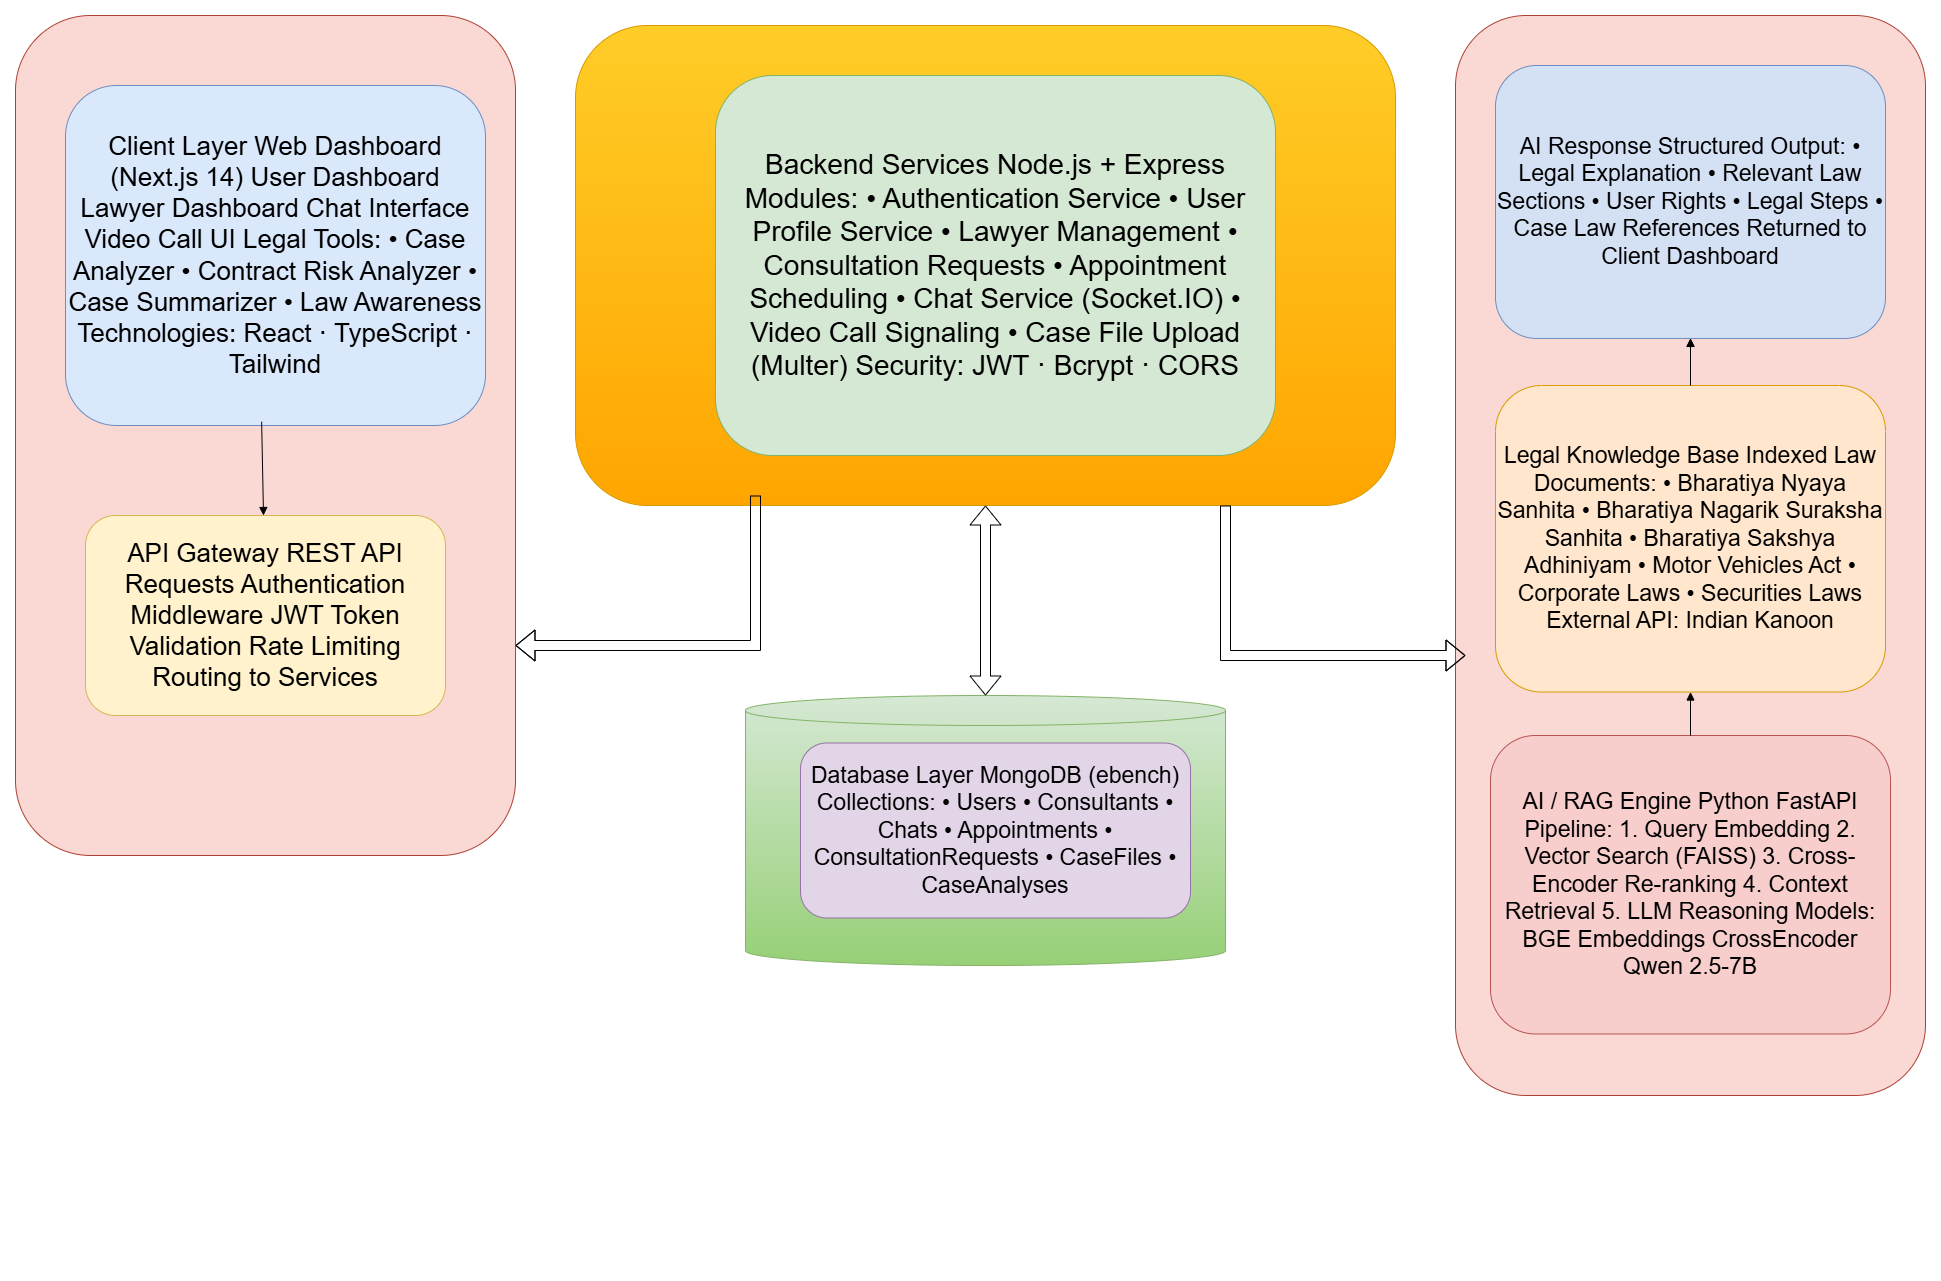 Client Layer Web Dashboard
(Next.js 14) User Dashboard
Lawyer Dashboard Chat Interface
Video Call UI Legal Tools: • Case
Analyzer • Contract Risk Analyzer •
Case Summarizer • Law Awareness
Technologies: React · TypeScript ·
Tailwind
API Gateway REST API
Requests Authentication
Middleware JWT Token
Validation Rate Limiting
Routing to Services
Backend Services Node.js + Express
Modules: • Authentication Service • User
Profile Service • Lawyer Management •
Consultation Requests • Appointment
Scheduling • Chat Service (Socket.IO) •
Video Call Signaling • Case File Upload
(Multer) Security: JWT · Bcrypt · CORS
Database Layer MongoDB (ebench)
Collections: • Users • Consultants •
Chats • Appointments •
ConsultationRequests • CaseFiles •
CaseAnalyses
AI Response Structured Output: •
Legal Explanation • Relevant Law
Sections • User Rights • Legal Steps •
Case Law References Returned to
Client Dashboard
Legal Knowledge Base Indexed Law
Documents: • Bharatiya Nyaya
Sanhita • Bharatiya Nagarik Suraksha
Sanhita • Bharatiya Sakshya
Adhiniyam • Motor Vehicles Act •
Corporate Laws • Securities Laws
External API: Indian Kanoon
AI / RAG Engine Python FastAPI
Pipeline: 1. Query Embedding 2.
Vector Search (FAISS) 3. Cross-
Encoder Re-ranking 4. Context
Retrieval 5. LLM Reasoning Models:
BGE Embeddings CrossEncoder
Qwen 2.5-7B